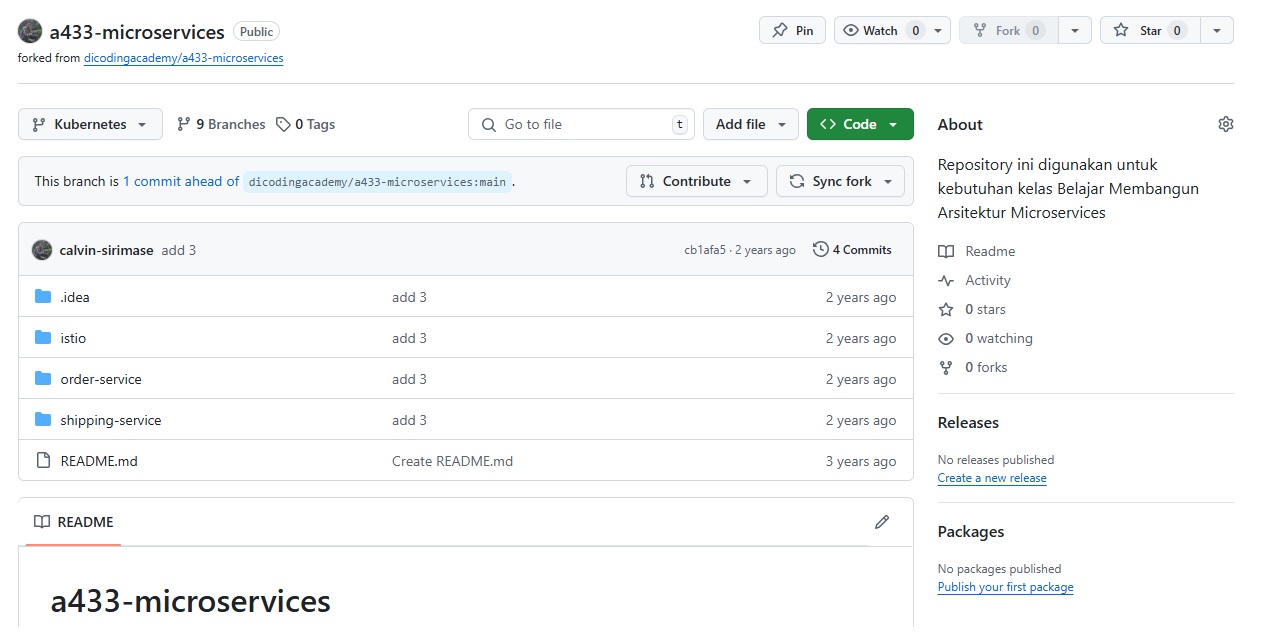 a433-microservices Public Pin Watch 0 Fork 0 Star 0
forked from dicodingacademy/a433-microservices
Kubernetes 9 Branches 0 Tags Go to file t Add file Code
This branch is 1 commit ahead of dicodingacademy/a433-microservices:main . Contribute Sync fork
calvin-sirimase add 3 cb1afa5 · 2 years ago 4 Commits
.idea add 3 2 years ago
istio add 3 2 years ago
order-service add 3 2 years ago
shipping-service add 3 2 years ago
README.md Create README.md 3 years ago
README
a433-microservices
About
Repository ini digunakan untuk
kebutuhan kelas Belajar Membangun
Arsitektur Microservices
Readme
Activity
0 stars
0 watching
0 forks
Releases
No releases published
Create a new release
Packages
No packages published
Publish your first package